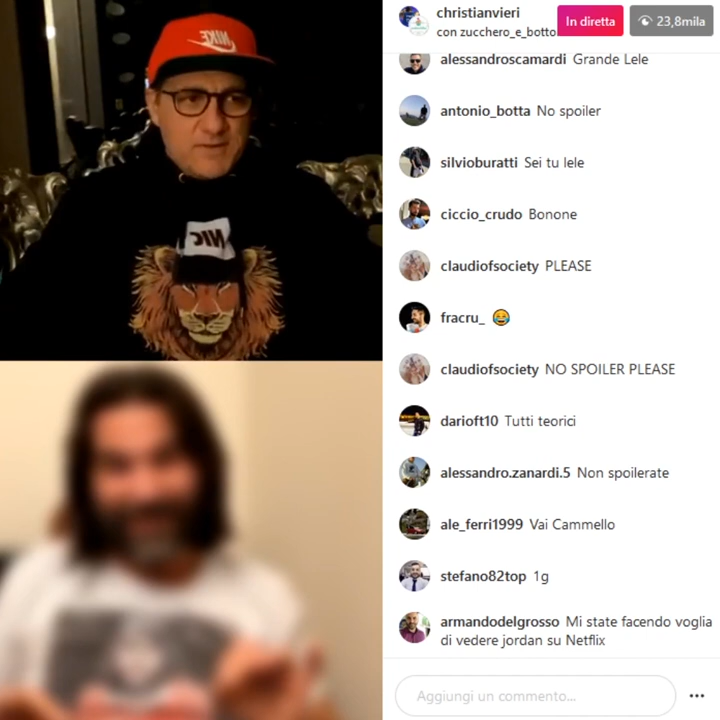 christianvieri
con zucchero_e_botto
In diretta
23,8mila
alessandroscamardi Grande Lele
antonio_botta No spoiler
silvioburatti Sei tu lele
ciccio_crudo Bonone
claudiofsociety PLEASE
fracru_ 😂
claudiofsociety NO SPOILER PLEASE
darioft10 Tutti teorici
alessandro.zanardi.5 Non spoilerate
ale_ferri1999 Vai Cammello
stefano82top 1g
armandodelgrosso Mi state facendo voglia
di vedere jordan su Netflix
Aggiungi un commento...
NIKE
NIC